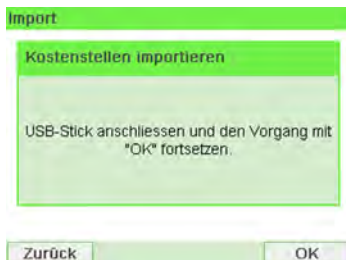 Import
Kostenstellen importieren
USB-Stick anschliessen und den Vorgang mit
"OK" fortsetzen.
Zurück OK